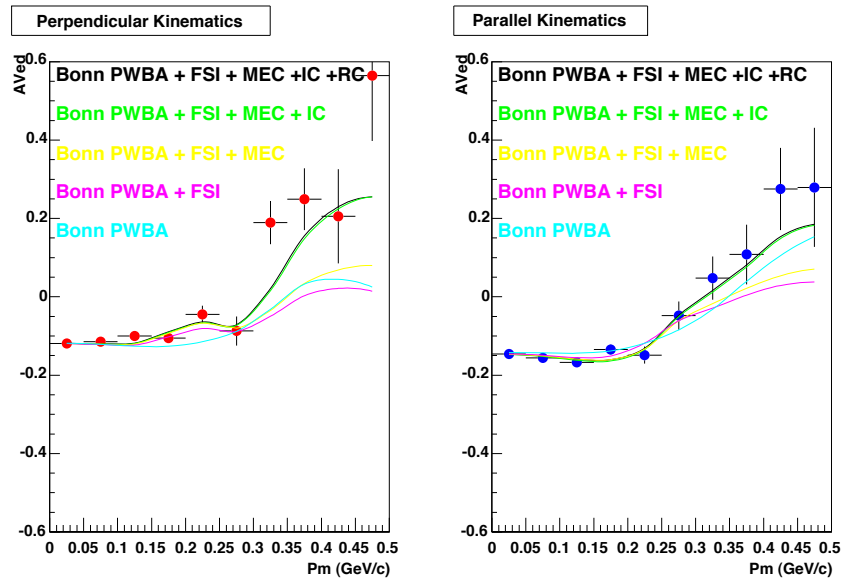 Perpendicular Kinematics
AVed
0.6
0.4
0.2
0
-0.2
-0.4
-0.6
Bonn PWBA + FSI + MEC +IC +RC
Bonn PWBA + FSI + MEC + IC
Bonn PWBA + FSI + MEC
Bonn PWBA + FSI
Bonn PWBA
0 0.05 0.1 0.15 0.2 0.25 0.3 0.35 0.4 0.45 0.5
Pm (GeV/c)
Parallel Kinematics
AVed
0.6
0.4
0.2
0
-0.2
-0.4
-0.6
Bonn PWBA + FSI + MEC +IC +RC
Bonn PWBA + FSI + MEC + IC
Bonn PWBA + FSI + MEC
Bonn PWBA + FSI
Bonn PWBA
0 0.05 0.1 0.15 0.2 0.25 0.3 0.35 0.4 0.45 0.5
Pm (GeV/c)